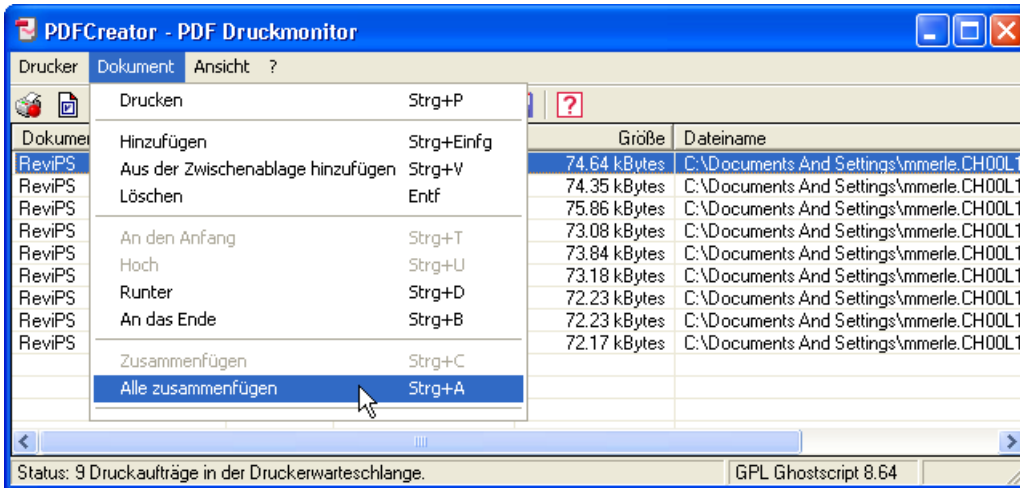 PDFCreator - PDF Druckmonitor
Drucker Dokument Ansicht ?
Drucken Strg+P
Hinzufügen Strg+Einfg
Aus der Zwischenablage hinzufügen Strg+V
Löschen Entf
An den Anfang Strg+T
Hoch Strg+U
Runter Strg+D
An das Ende Strg+B
Zusammenfügen Strg+C
Alle zusammenfügen Strg+A
Größe Dateiname
ReviPS 74.64 kBytes C:\Documents And Settings\mmerle.CH00L1
ReviPS 74.35 kBytes C:\Documents And Settings\mmerle.CH00L1
ReviPS 75.86 kBytes C:\Documents And Settings\mmerle.CH00L1
ReviPS 73.08 kBytes C:\Documents And Settings\mmerle.CH00L1
ReviPS 73.84 kBytes C:\Documents And Settings\mmerle.CH00L1
ReviPS 73.18 kBytes C:\Documents And Settings\mmerle.CH00L1
ReviPS 72.23 kBytes C:\Documents And Settings\mmerle.CH00L1
ReviPS 72.23 kBytes C:\Documents And Settings\mmerle.CH00L1
ReviPS 72.17 kBytes C:\Documents And Settings\mmerle.CH00L1
Status: 9 Druckaufträge in der Druckerwarteschlange. GPL Ghostscript 8.64